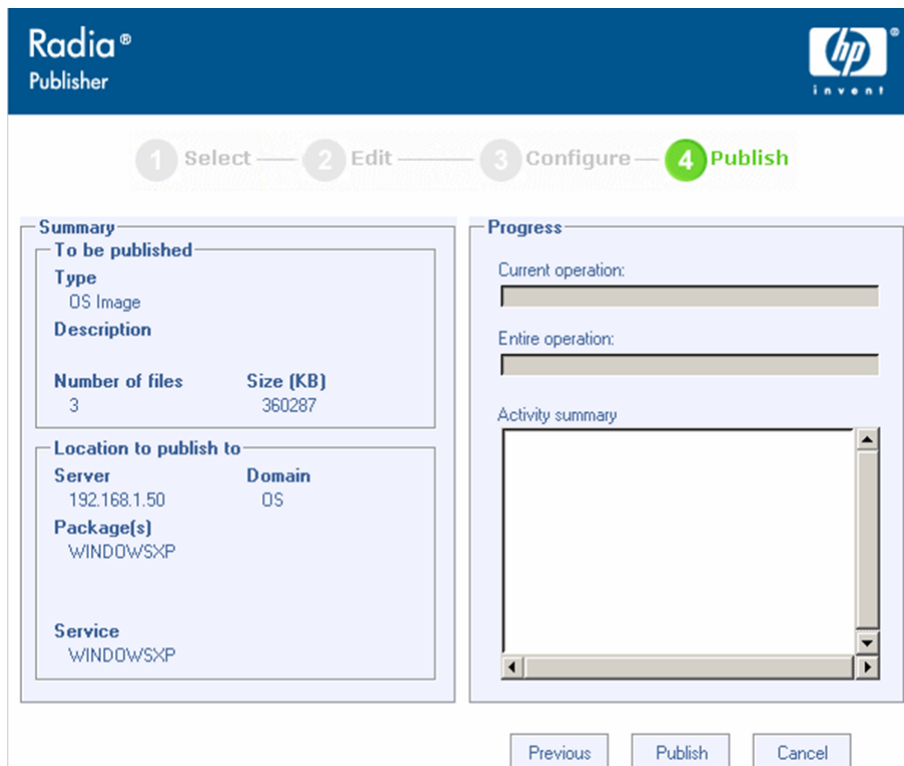 Radia®
Publisher
hp ®
invent
1 Select 2 Edit 3 Configure 4 Publish
Summary
To be published
Type
OS Image
Description
Number of files Size (KB)
3 360287
Location to publish to
Server Domain
192.168.1.50 OS
Package(s)
WINDOWSXP
Service
WINDOWSXP
Progress
Current operation:
Entire operation:
Activity summary
Previous Publish Cancel